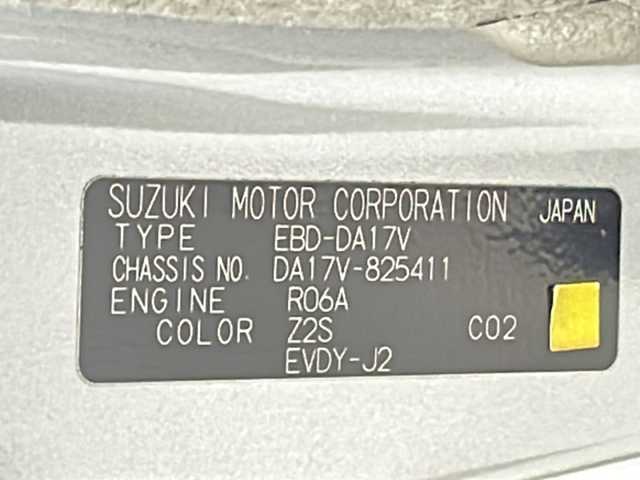 SUZUKI MOTOR CORPORATION JAPAN
TYPE EBD-DA17V
CHASSIS NO. DA17V-825411
ENGINE R06A
COLOR Z2S C02
EVDY-J2